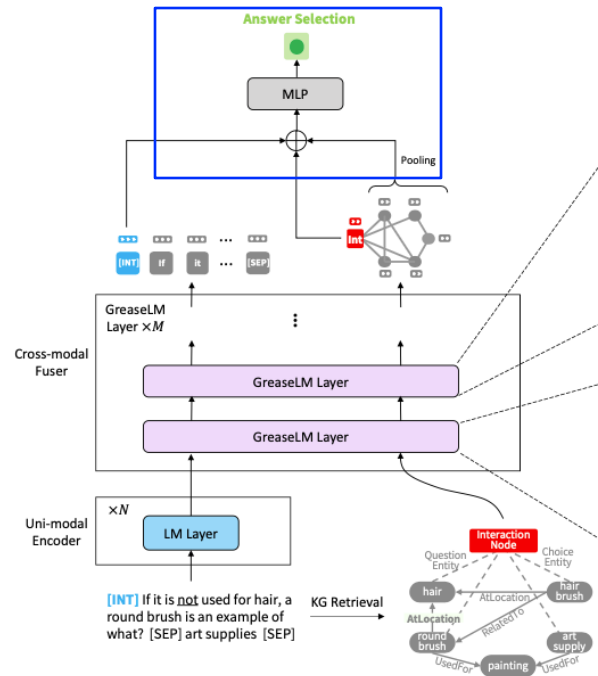 Answer Selection
MLP
Pooling
Int
[INT] If it ... [SEP]
GreaseLM
Layer ×M
Cross-modal
Fuser
GreaseLM Layer
GreaseLM Layer
×N
Uni-modal
Encoder
LM Layer
Interaction
Node
Question
Entity
Choice
Entity
hair
hair
brush
AtLocation
AtLocation
RelatedTo
round
brush
art
supply
UsedFor
painting
UsedFor
[INT] If it is not used for hair, a
round brush is an example of
what? [SEP] art supplies [SEP]
KG Retrieval